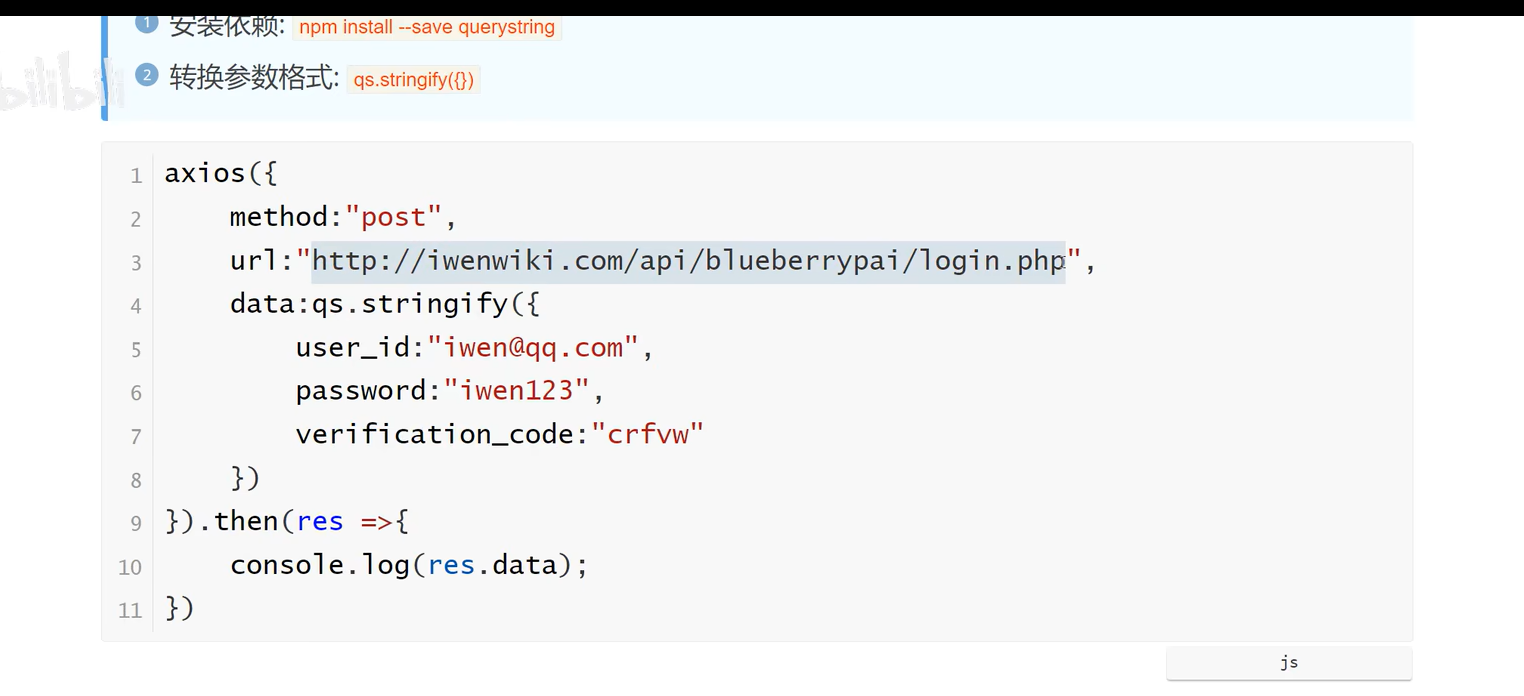 1 安装依赖: npm install --save querystring
2 转换参数格式: qs.stringify({})
bilibili
1 axios({
2 method:"post",
3 url:"http://iwenwiki.com/api/blueberrypai/login.php",
4 data:qs.stringify({
5 user_id:"iwen@qq.com",
6 password:"iwen123",
7 verification_code:"crfvw"
8 })
9 }).then(res =>{
10 console.log(res.data);
11 })
js